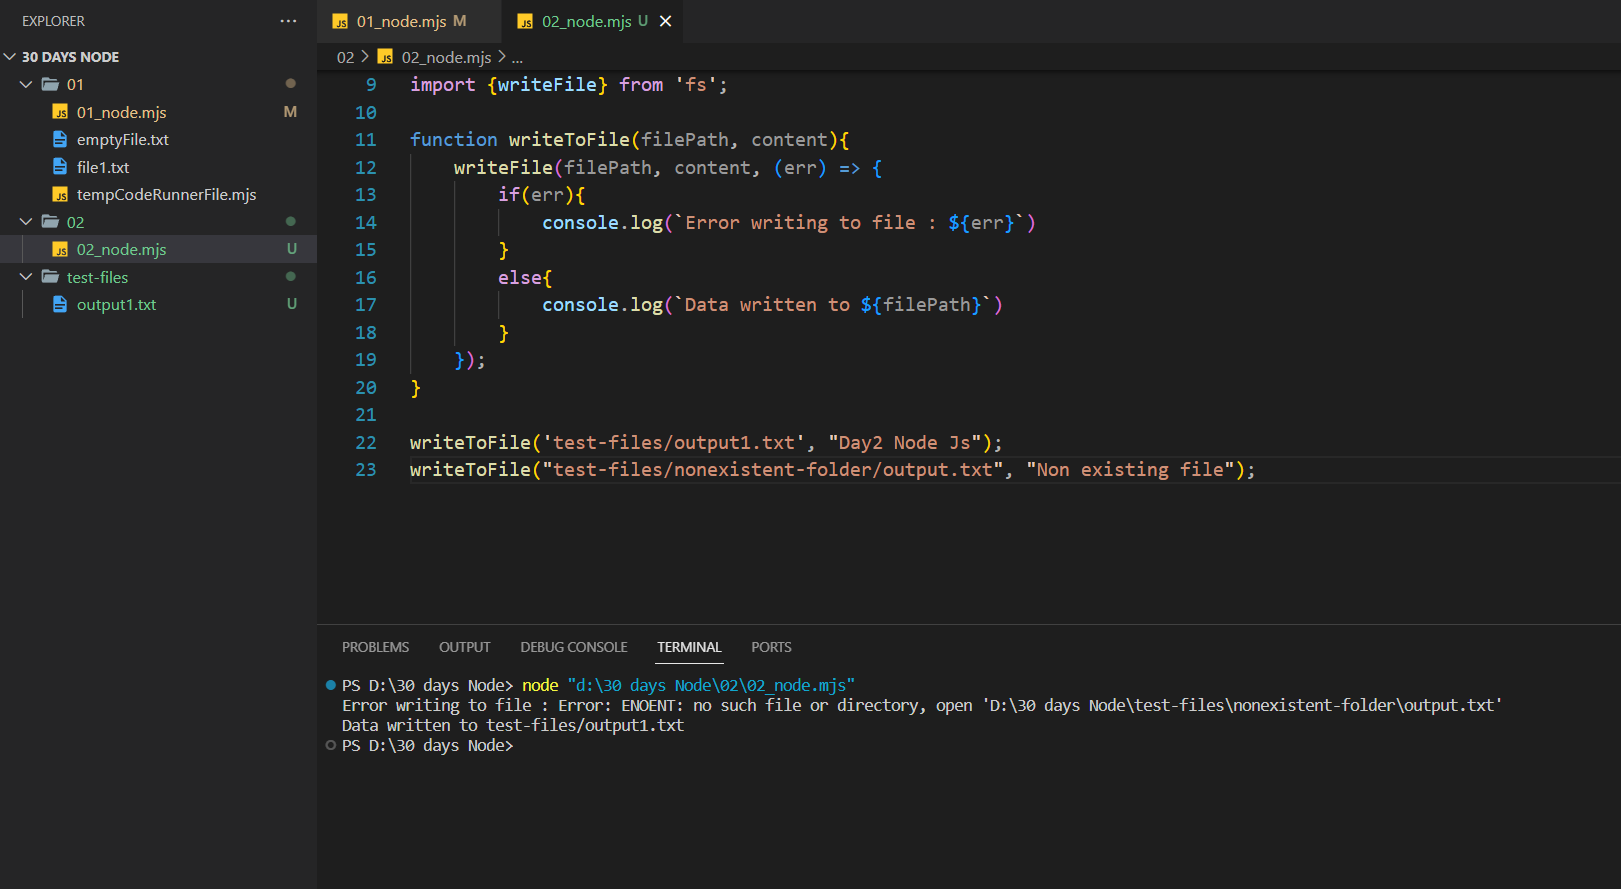 EXPLORER ...
30 DAYS NODE
01
01_node.mjs M
emptyFile.txt
file1.txt
tempCodeRunnerFile.mjs
02
02_node.mjs U
test-files
output1.txt U
JS 01_node.mjs M JS 02_node.mjs U ×
02 > JS 02_node.mjs > ...
9 import {writeFile} from 'fs';
10
11 function writeToFile(filePath, content){
12 writeFile(filePath, content, (err) => {
13 if(err){
14 console.log(`Error writing to file : ${err}`)
15 }
16 else{
17 console.log(`Data written to ${filePath}`)
18 }
19 });
20 }
21
22 writeToFile('test-files/output1.txt', "Day2 Node Js");
23 writeToFile("test-files/nonexistent-folder/output.txt", "Non existing file");
PROBLEMS OUTPUT DEBUG CONSOLE TERMINAL PORTS
PS D:\30 days Node> node "d:\30 days Node\02\02_node.mjs"
Error writing to file : Error: ENOENT: no such file or directory, open 'D:\30 days Node\test-files\nonexistent-folder\output.txt'
Data written to test-files/output1.txt
PS D:\30 days Node>